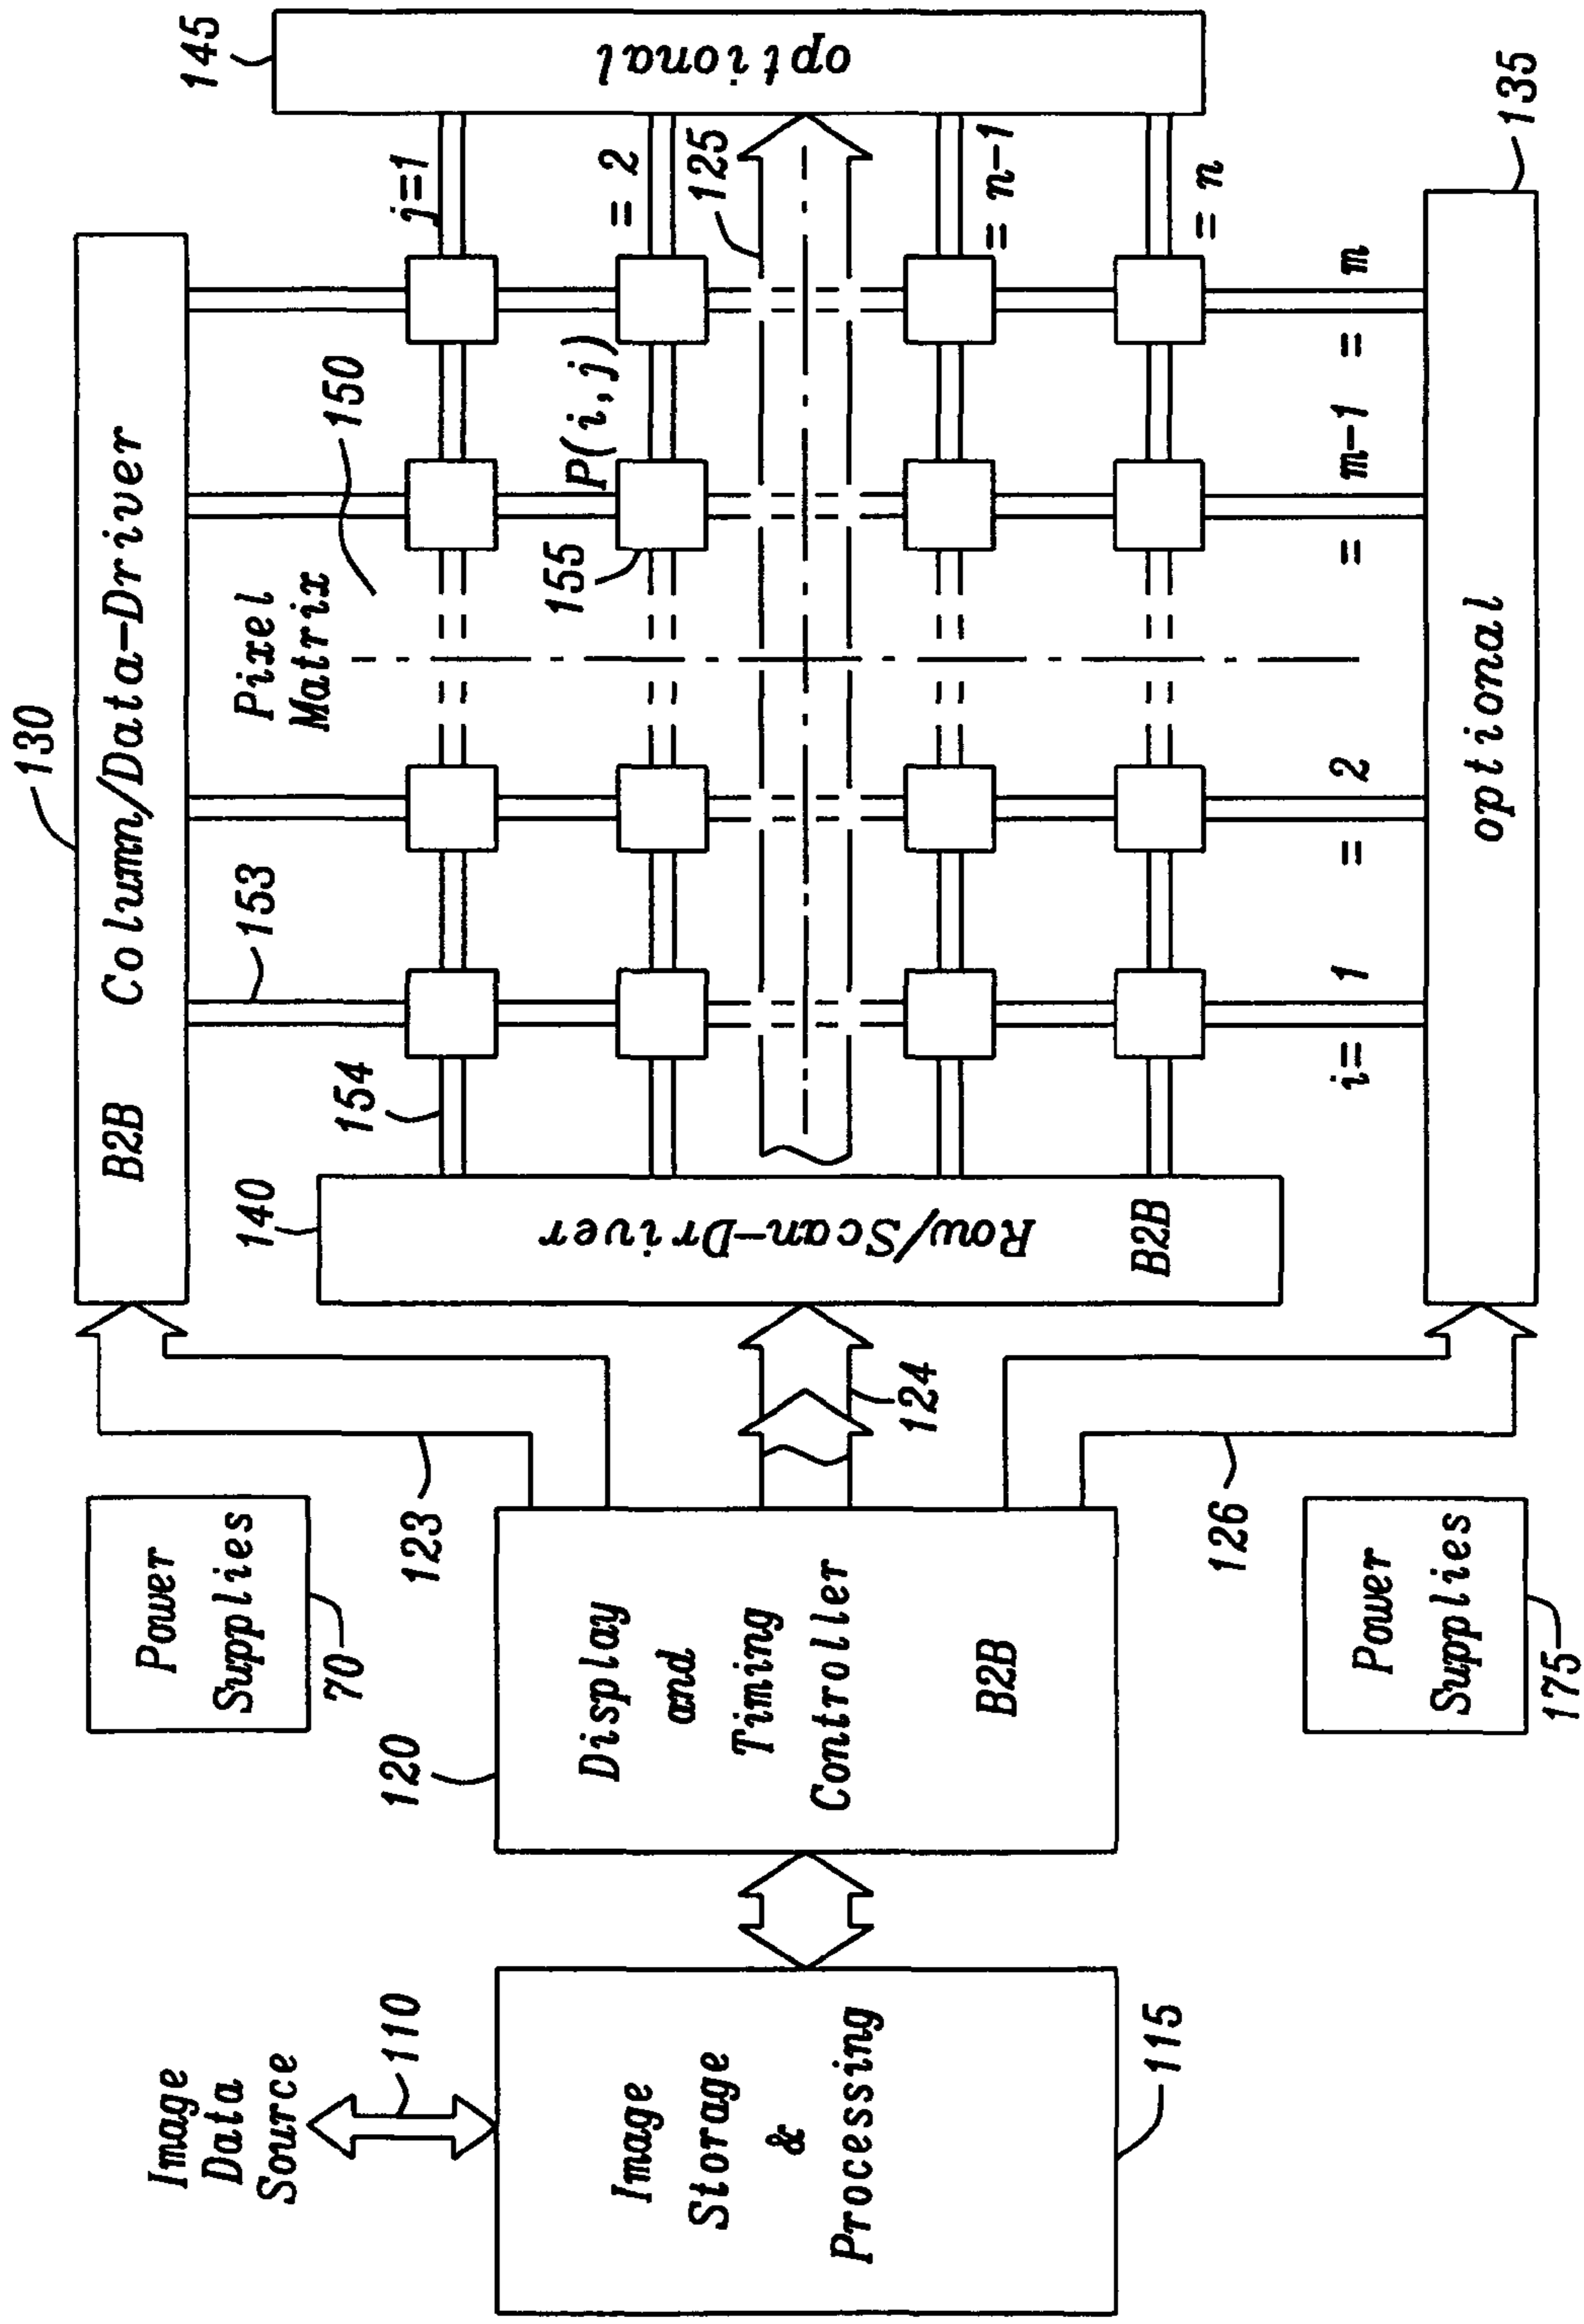 Image
Data
Source
110
Image
Storage
&
Processing
115
120
Display
and
Timing
Controller
B2B
Power
Supplies
70
Power
Supplies
175
123
124
126
130
B2B Column/Data-Driver
140
Row/Scan-Driver
B2B
153
154
Pixel
Matrix
150
155
P(i,j)
125
145
optional
j=1
= 2
= n-1
= n
i= 1 = 2 = m-1 = m
optional
135